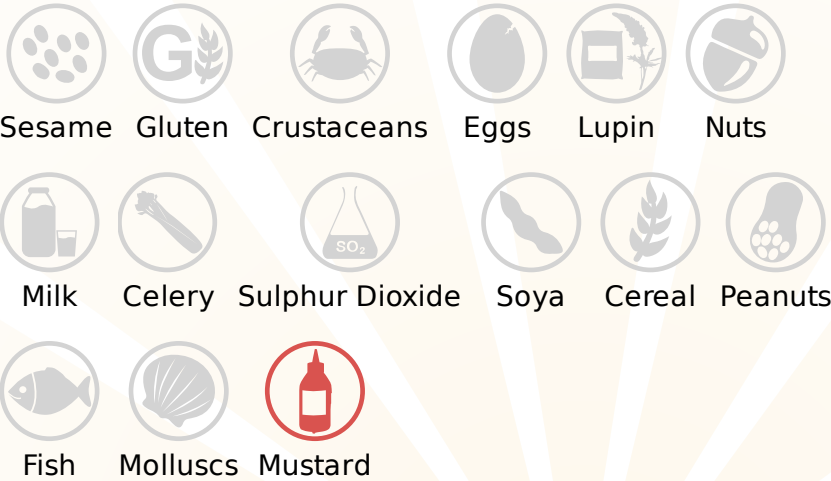 G
Sesame Gluten Crustaceans Eggs Lupin Nuts
SO₂
Milk Celery Sulphur Dioxide Soya Cereal Peanuts
Fish Molluscs Mustard